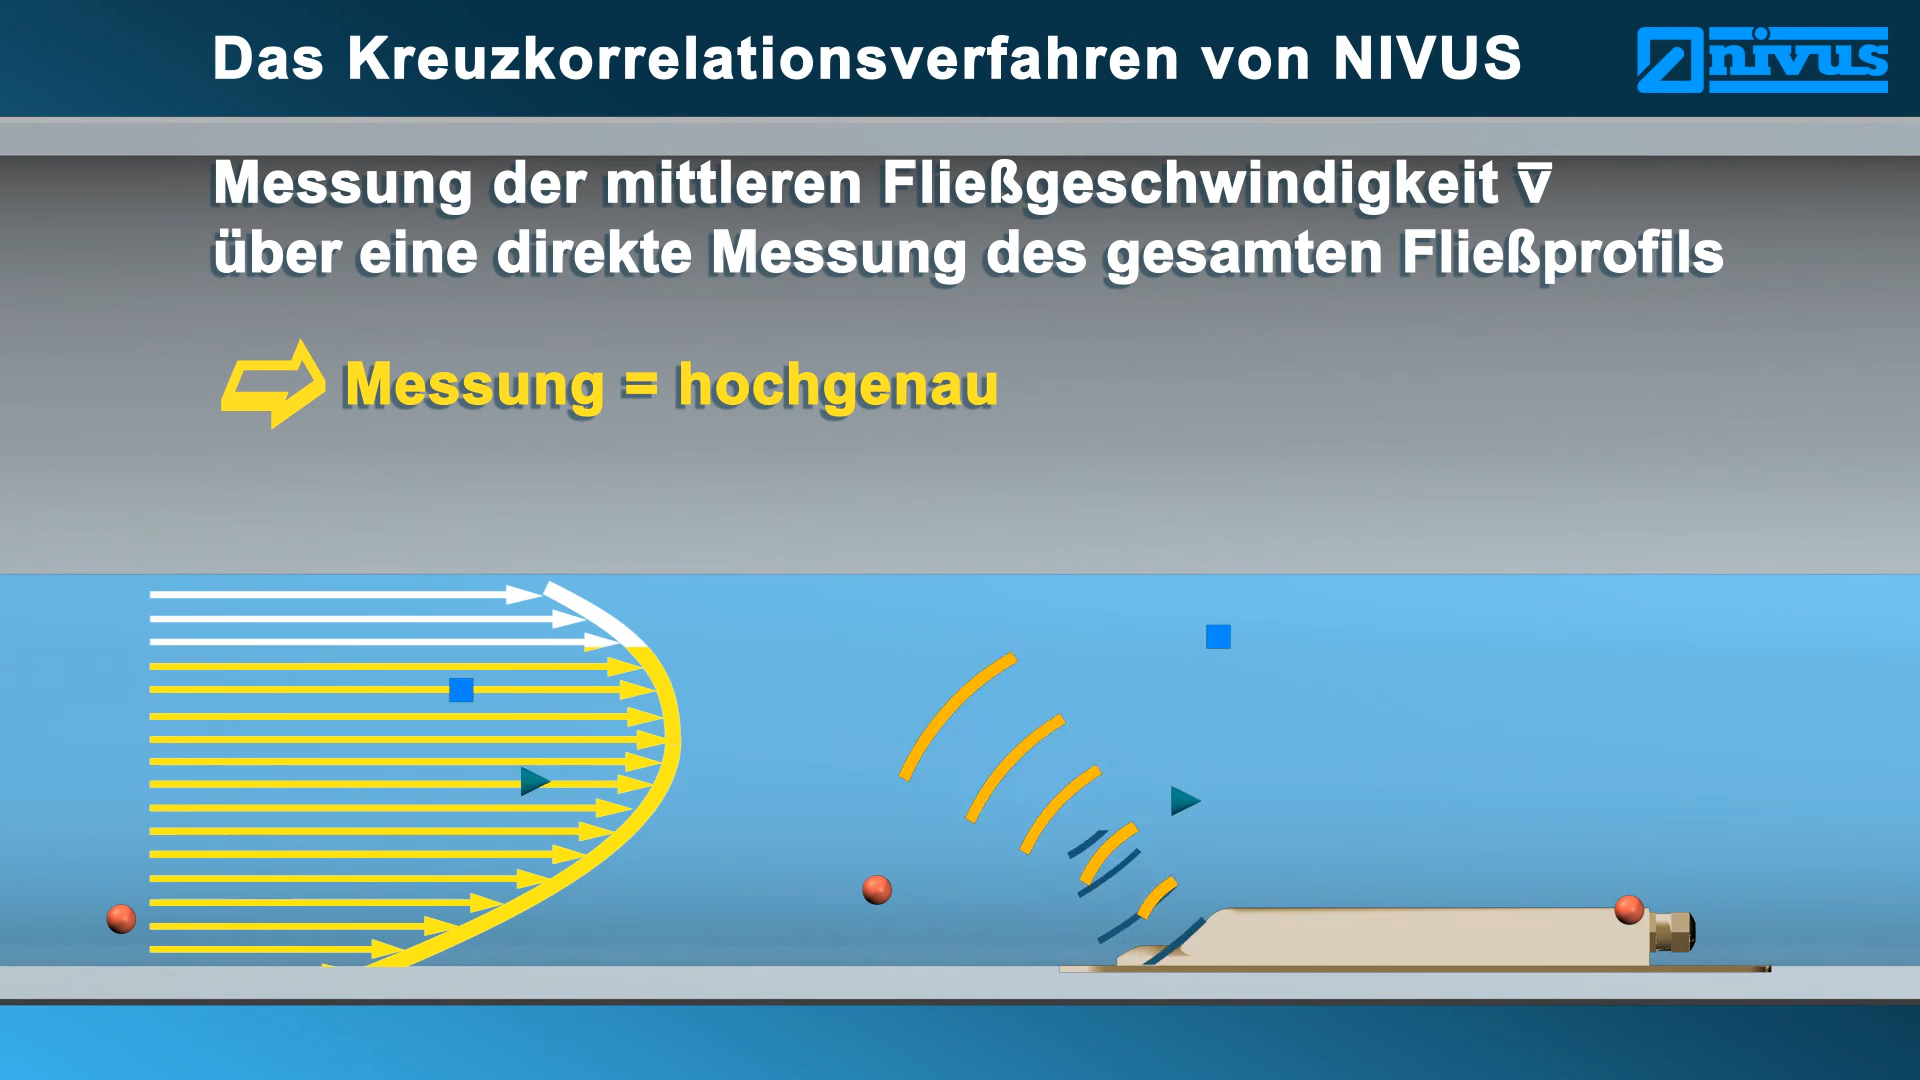 Das Kreuzkorrelationsverfahren von NIVUS
nivus
Messung der mittleren Fließgeschwindigkeit v̅
über eine direkte Messung des gesamten Fließprofils
Messung = hochgenau